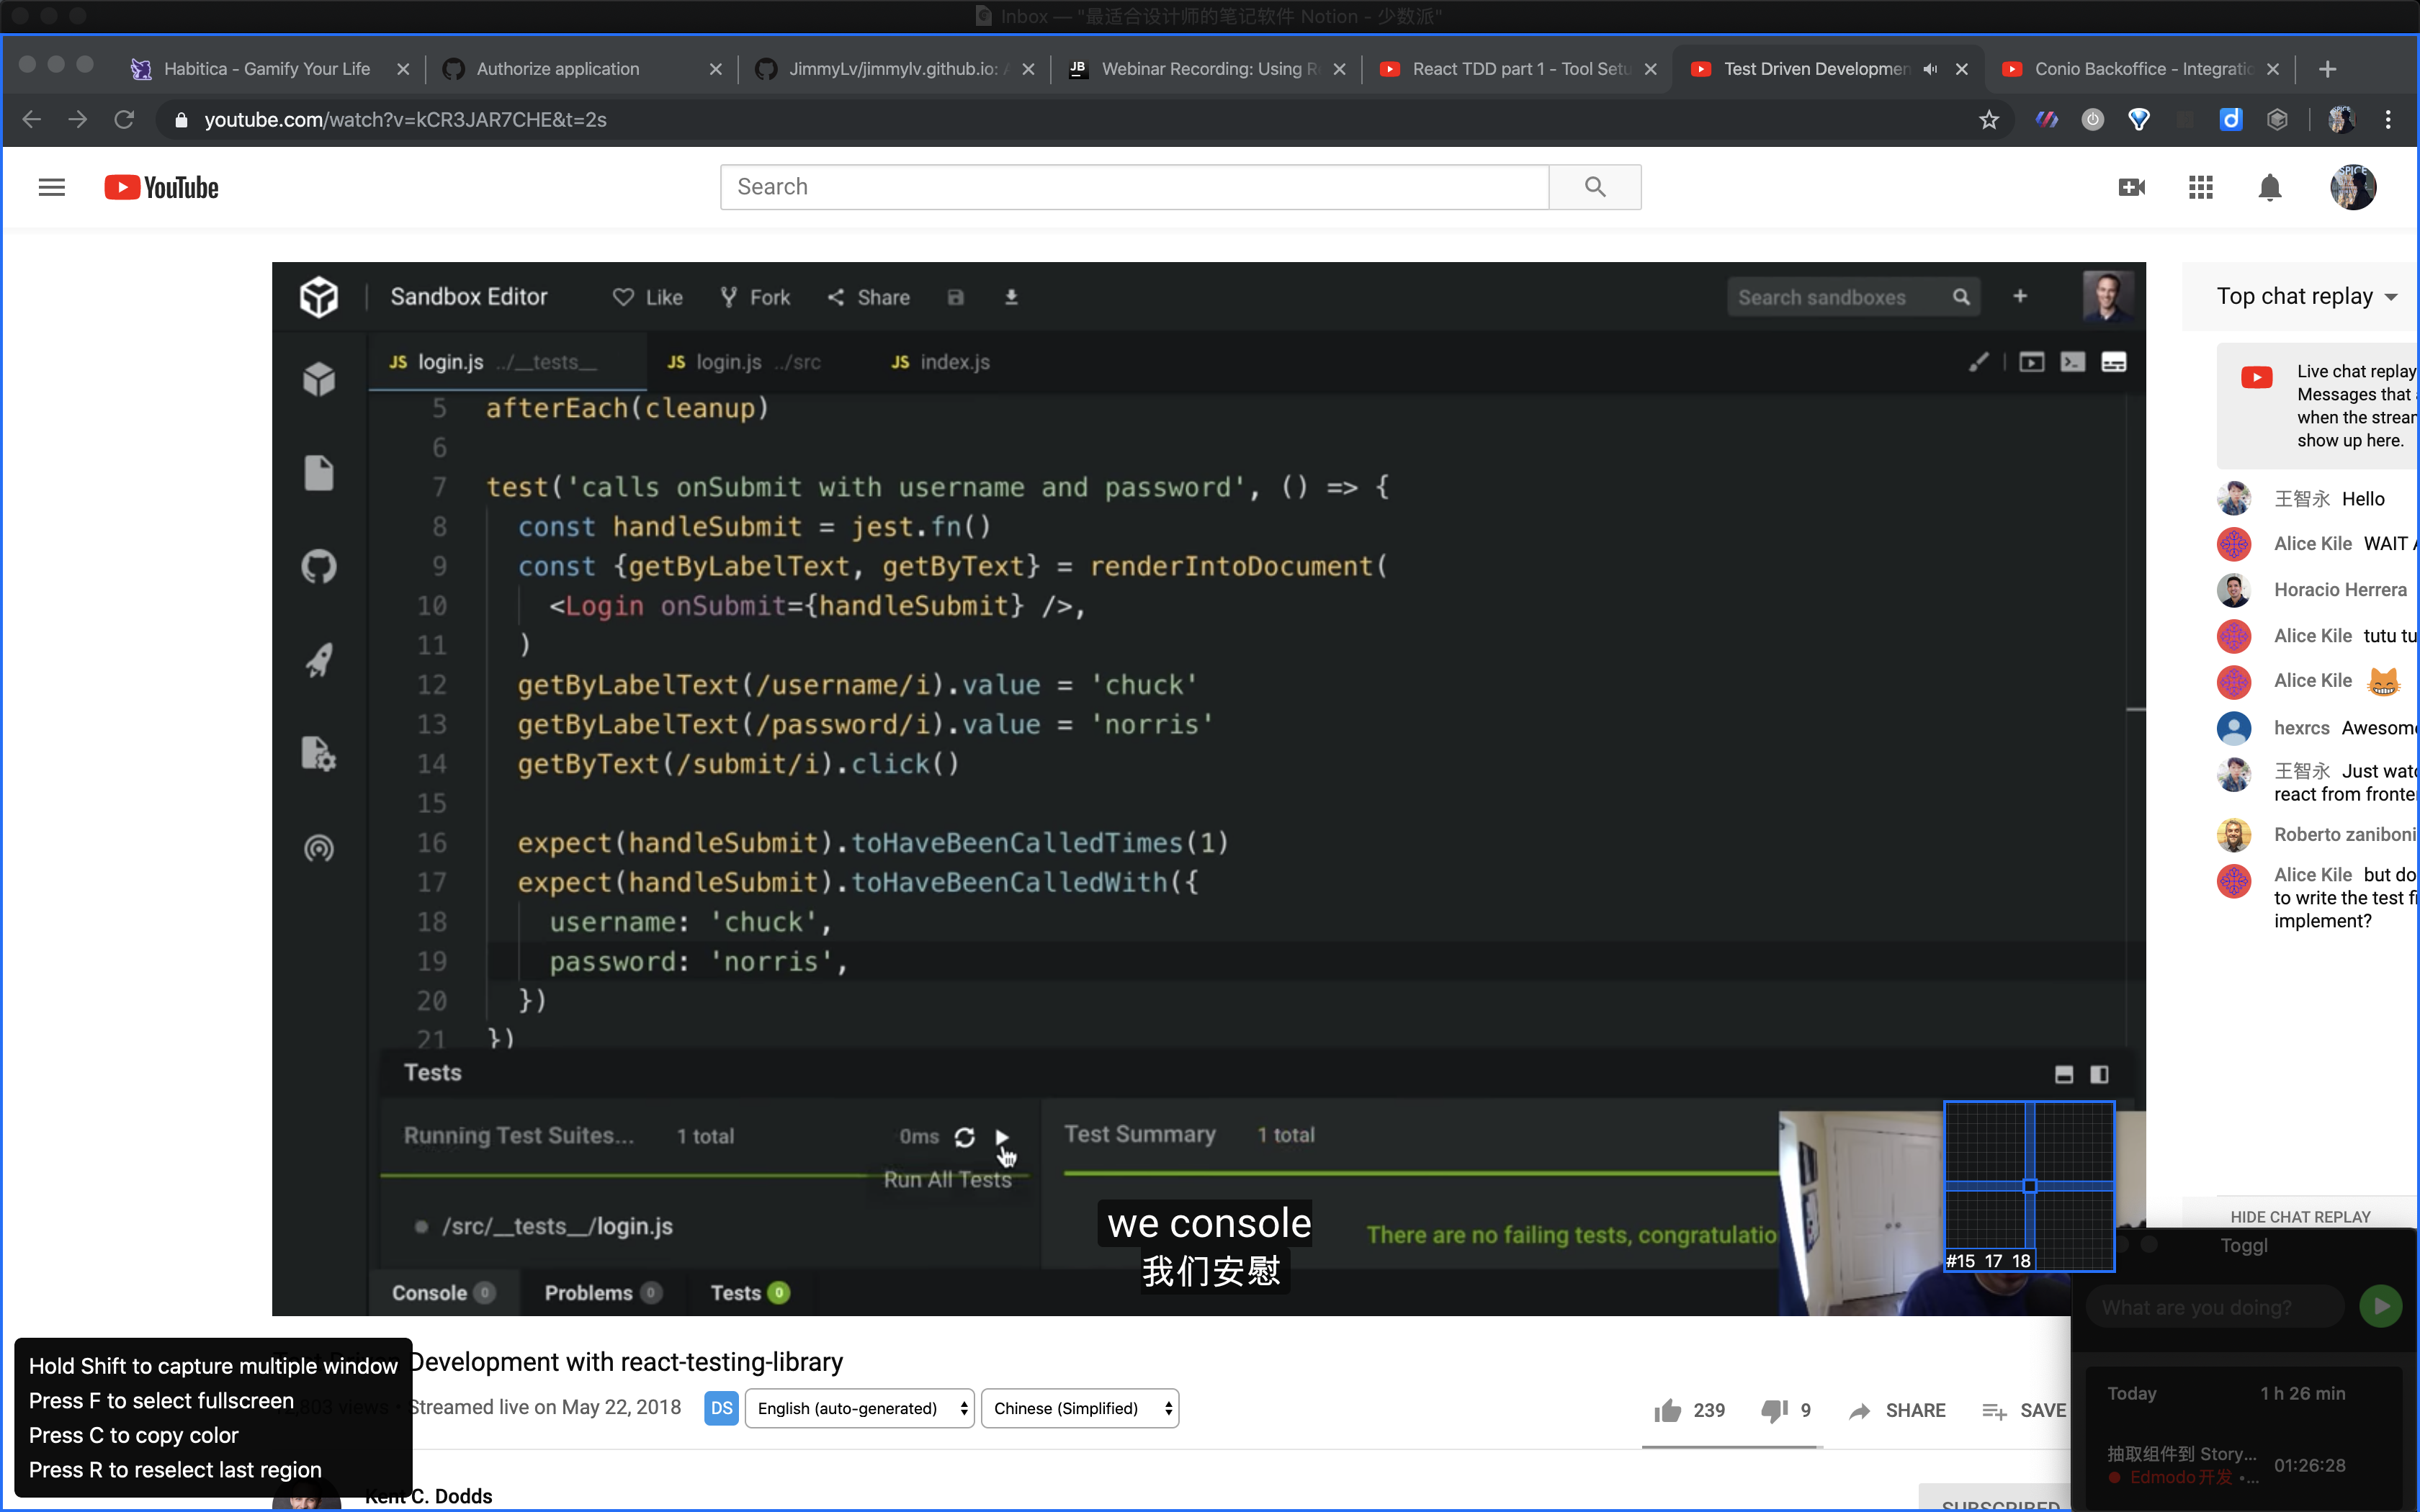 Inbox — "最适合设计师的笔记软件 Notion - 少数派"
Habitica - Gamify Your Life
Authorize application
JimmyLv/jimmylv.github.io:
JB
Webinar Recording: Using R
React TDD part 1 - Tool Setu
Test Driven Developmen
Conio Backoffice - Integratio
youtube.com/watch?v=kCR3JAR7CHE&t=2s
YouTube
Search
SPICE
Sandbox Editor
Like
Fork
Share
Search sandboxes
JS login.js ../__tests__
JS login.js ../src
JS index.js
5 afterEach(cleanup)
6
7 test('calls onSubmit with username and password', () => {
8 const handleSubmit = jest.fn()
9 const {getByLabelText, getByText} = renderIntoDocument(
10 <Login onSubmit={handleSubmit} />,
11 )
12 getByLabelText(/username/i).value = 'chuck'
13 getByLabelText(/password/i).value = 'norris'
14 getByText(/submit/i).click()
15
16 expect(handleSubmit).toHaveBeenCalledTimes(1)
17 expect(handleSubmit).toHaveBeenCalledWith({
18 username: 'chuck',
19 password: 'norris',
20 })
21 })
Tests
Running Test Suites... 1 total 0ms
Run All Tests
Test Summary 1 total
/src/__tests__/login.js
There are no failing tests, congratulatio
we console
我们安慰
Console 0
Problems 0
Tests 0
#15 17 18
Top chat replay
Live chat replay
Messages that
when the strear
show up here.
王智永 Hello
Alice Kile WAIT
Horacio Herrera
Alice Kile tutu tu
Alice Kile
hexrcs Awesom
王智永 Just wat
react from fronte
Roberto zaniboni
Alice Kile but do
to write the test
implement?
HIDE CHAT REPLAY
Toggl
What are you doing?
Today 1 h 26 min
抽取组件到 Story...
Edmodo开发 •...
01:26:28
Hold Shift to capture multiple window
Press F to select fullscreen
Press C to copy color
Press R to reselect last region
Development with react-testing-library
803 views
Streamed live on May 22, 2018
DS
English (auto-generated)
Chinese (Simplified)
239
9
SHARE
SAVE
Kent C. Dodds
SUBSCRIBED